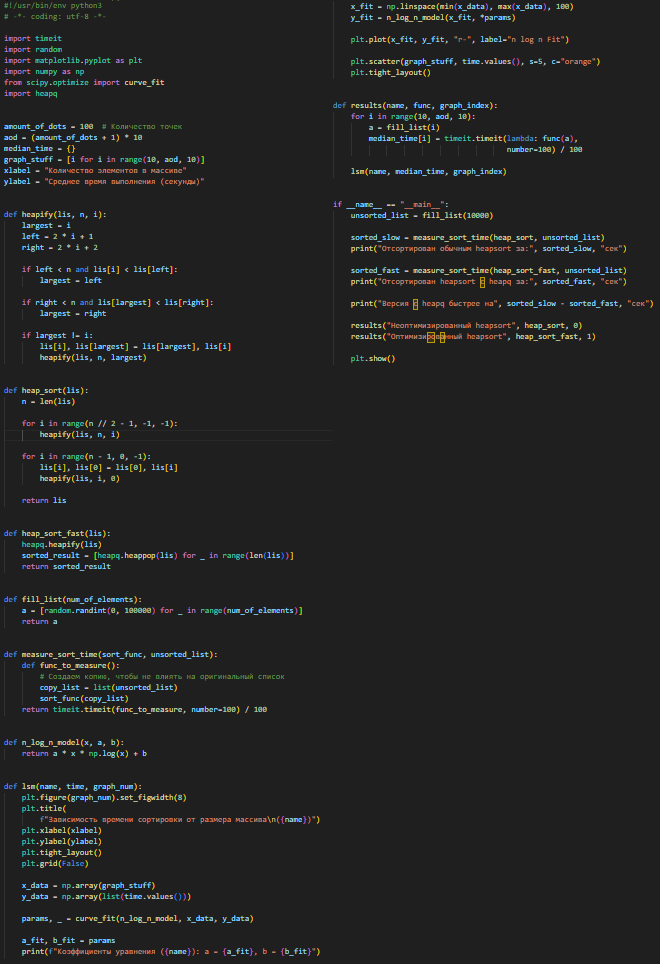 #!/usr/bin/env python3
# -*- coding: utf-8 -*-
import timeit
import random
import matplotlib.pyplot as plt
import numpy as np
from scipy.optimize import curve_fit
import heapq
amount_of_dots = 100  # Количество точек
aod = (amount_of_dots + 1) * 10
median_time = {}
graph_stuff = [i for i in range(10, aod, 10)]
xlabel = "Количество элементов в массиве"
ylabel = "Среднее время выполнения (секунды)"
def heapify(lis, n, i):
    largest = i
    left = 2 * i + 1
    right = 2 * i + 2
    if left < n and lis[i] < lis[left]:
        largest = left
    if right < n and lis[largest] < lis[right]:
        largest = right
    if largest != i:
        lis[i], lis[largest] = lis[largest], lis[i]
        heapify(lis, n, largest)
def heap_sort(lis):
    n = len(lis)
    for i in range(n // 2 - 1, -1, -1):
        heapify(lis, n, i)
    for i in range(n - 1, 0, -1):
        lis[i], lis[0] = lis[0], lis[i]
        heapify(lis, i, 0)
    return lis
def heap_sort_fast(lis):
    heapq.heapify(lis)
    sorted_result = [heapq.heappop(lis) for _ in range(len(lis))]
    return sorted_result
def fill_list(num_of_elements):
    a = [random.randint(0, 100000) for _ in range(num_of_elements)]
    return a
def measure_sort_time(sort_func, unsorted_list):
    def func_to_measure():
        # Создаем копию, чтобы не влиять на оригинальный список
        copy_list = list(unsorted_list)
        sort_func(copy_list)
    return timeit.timeit(func_to_measure, number=100) / 100
def n_log_n_model(x, a, b):
    return a * x * np.log(x) + b
def lsm(name, time, graph_num):
    plt.figure(graph_num).set_figwidth(8)
    plt.title(
        f"Зависимость времени сортировки от размера массива\n({name})")
    plt.xlabel(xlabel)
    plt.ylabel(ylabel)
    plt.tight_layout()
    plt.grid(False)
    x_data = np.array(graph_stuff)
    y_data = np.array(list(time.values()))
    params, _ = curve_fit(n_log_n_model, x_data, y_data)
    a_fit, b_fit = params
    print(f"Коэффициенты уравнения ({name}): a = {a_fit}, b = {b_fit}")
    x_fit = np.linspace(min(x_data), max(x_data), 100)
    y_fit = n_log_n_model(x_fit, *params)
    plt.plot(x_fit, y_fit, "r-", label="n log n Fit")
    plt.scatter(graph_stuff, time.values(), s=5, c="orange")
    plt.tight_layout()
def results(name, func, graph_index):
    for i in range(10, aod, 10):
        a = fill_list(i)
        median_time[i] = timeit.timeit(lambda: func(a),
                                       number=100) / 100
    lsm(name, median_time, graph_index)
if __name__ == "__main__":
    unsorted_list = fill_list(10000)
    sorted_slow = measure_sort_time(heap_sort, unsorted_list)
    print("Отсортирован обычным heapsort за:", sorted_slow, "сек")
    sorted_fast = measure_sort_time(heap_sort_fast, unsorted_list)
    print("Отсортирован heapsort с heapq за:", sorted_fast, "сек")
    print("Версия с heapq быстрее на", sorted_slow - sorted_fast, "сек")
    results("Неоптимизированный heapsort", heap_sort, 0)
    results("Оптимизированный heapsort", heap_sort_fast, 1)
    plt.show()